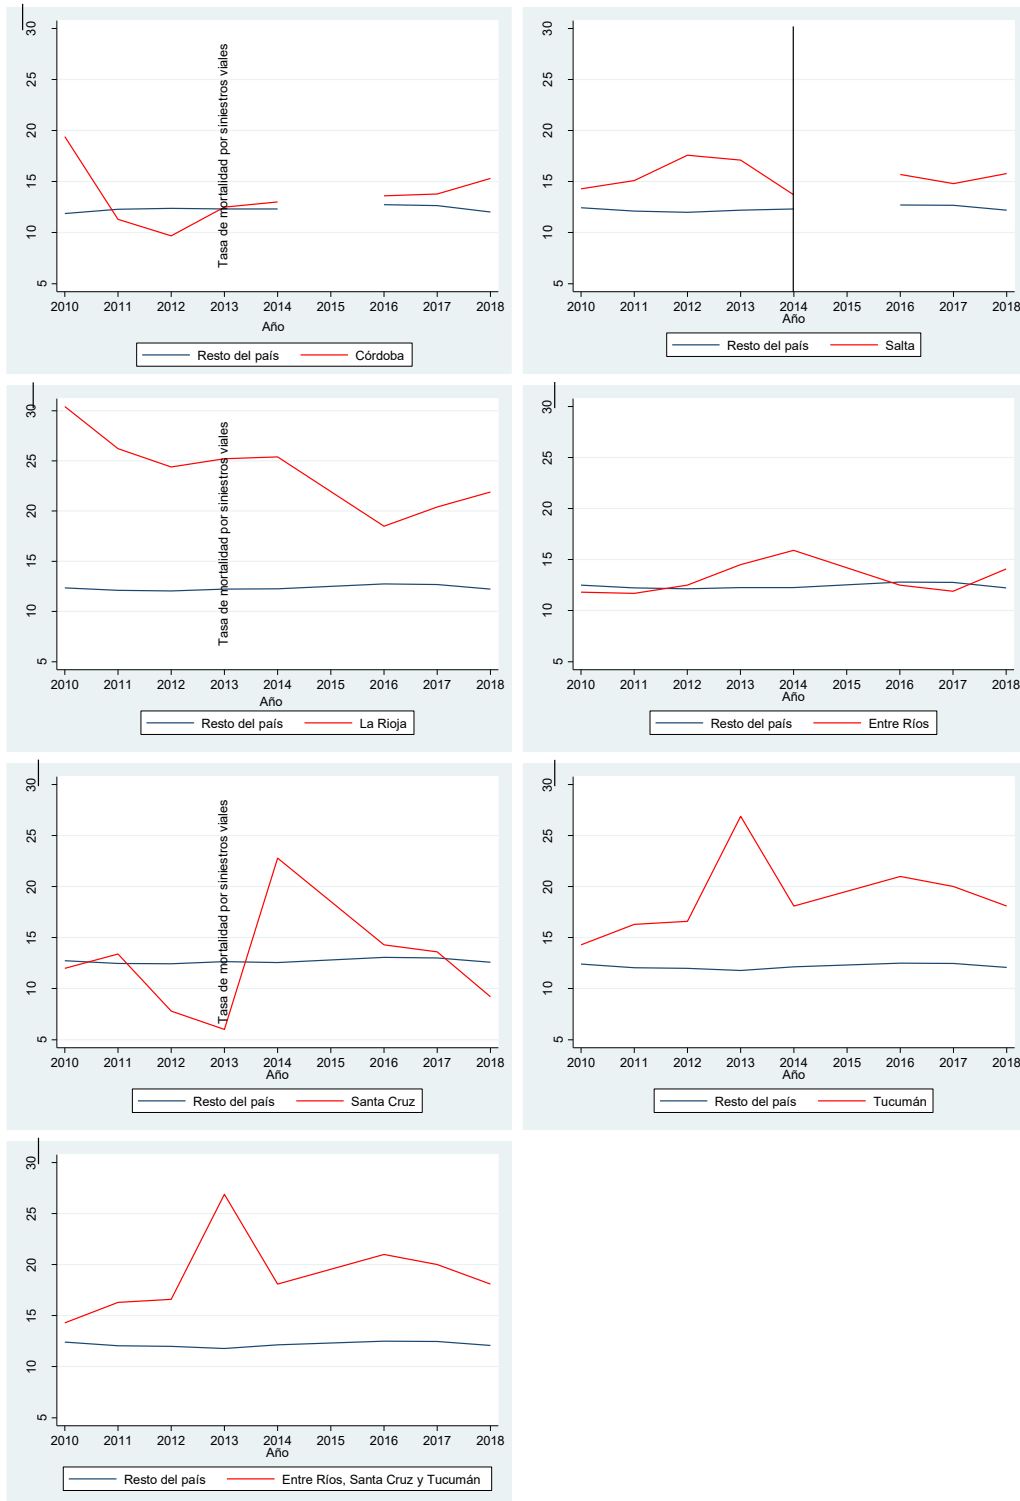 30
25
20
15
10
5
Tasa de mortalidad por siniestros viales
2010 2011 2012 2013 2014 2015 2016 2017 2018
Año
Resto del país Córdoba
30
25
20
15
10
5
2010 2011 2012 2013 2014 2015 2016 2017 2018
Año
Resto del país Salta
30
25
20
15
10
5
Tasa de mortalidad por siniestros viales
2010 2011 2012 2013 2014 2015 2016 2017 2018
Año
Resto del país La Rioja
30
25
20
15
10
5
2010 2011 2012 2013 2014 2015 2016 2017 2018
Año
Resto del país Entre Ríos
30
25
20
15
10
5
Tasa de mortalidad por siniestros viales
2010 2011 2012 2013 2014 2015 2016 2017 2018
Año
Resto del país Santa Cruz
30
25
20
15
10
5
2010 2011 2012 2013 2014 2015 2016 2017 2018
Año
Resto del país Tucumán
30
25
20
15
10
5
2010 2011 2012 2013 2014 2015 2016 2017 2018
Año
Resto del país Entre Ríos, Santa Cruz y Tucumán